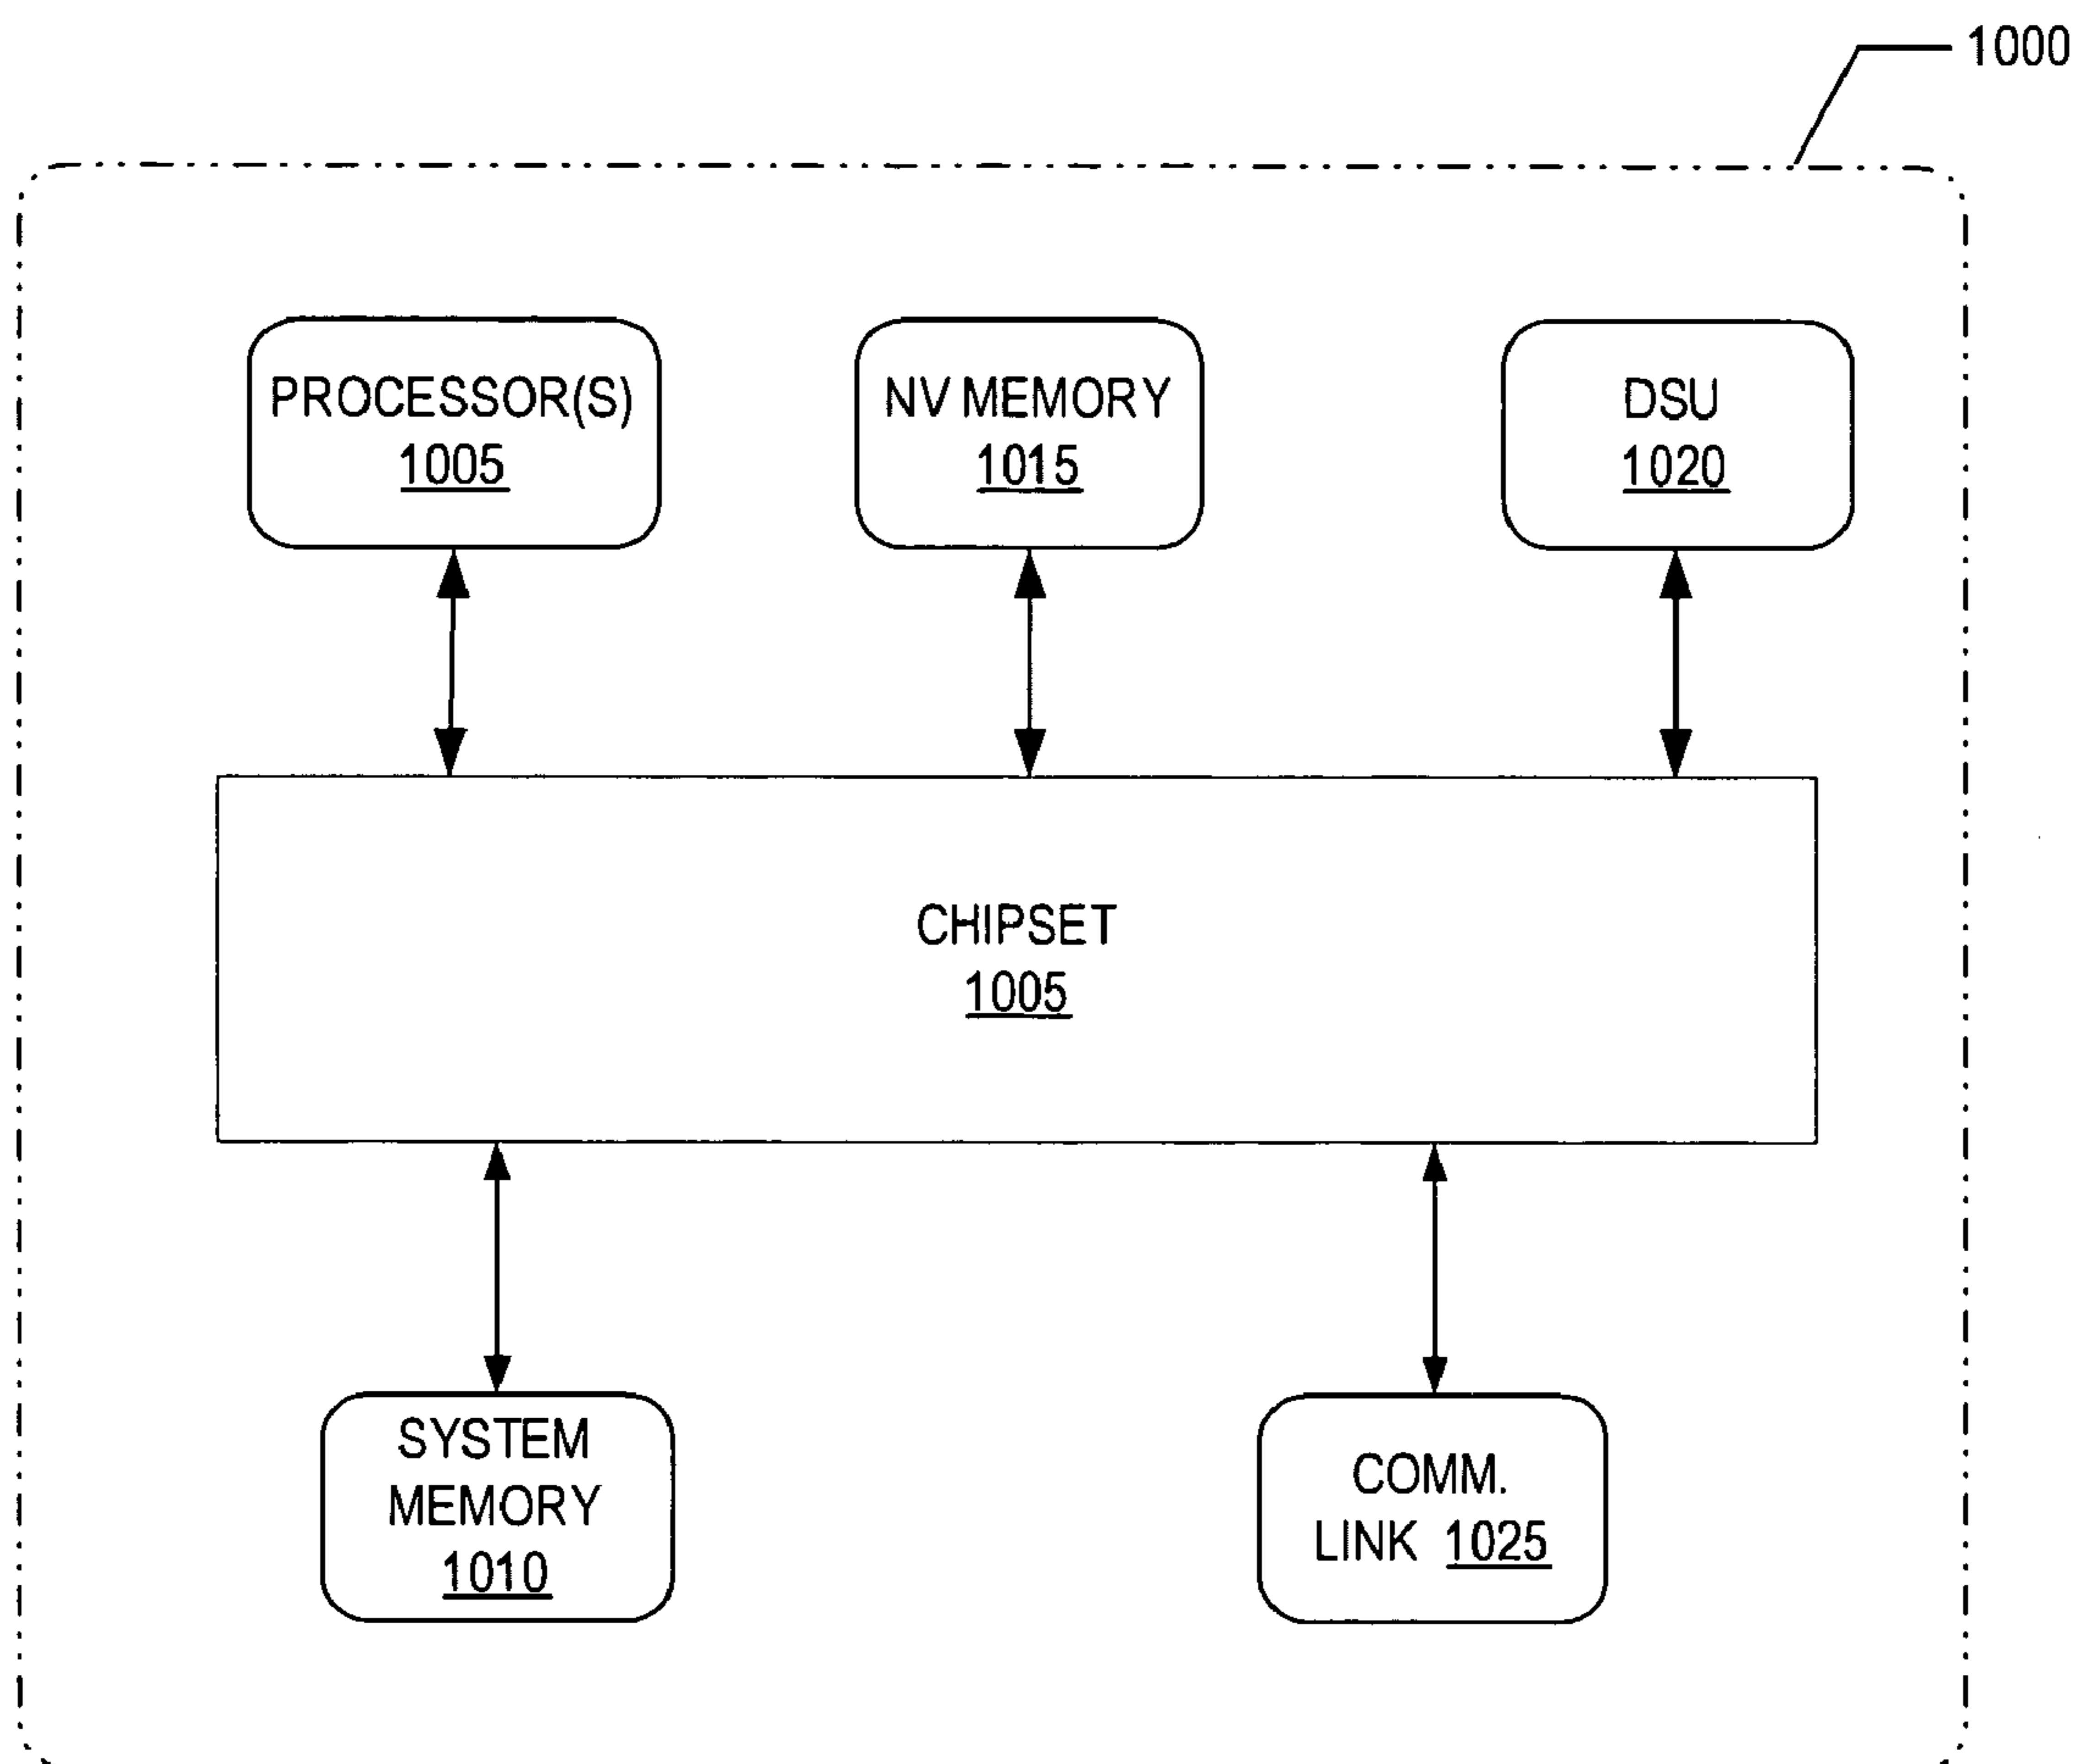 1000
PROCESSOR(S)
1005
NV MEMORY
1015
DSU
1020
CHIPSET
1005
SYSTEM
MEMORY
1010
COMM.
LINK 1025